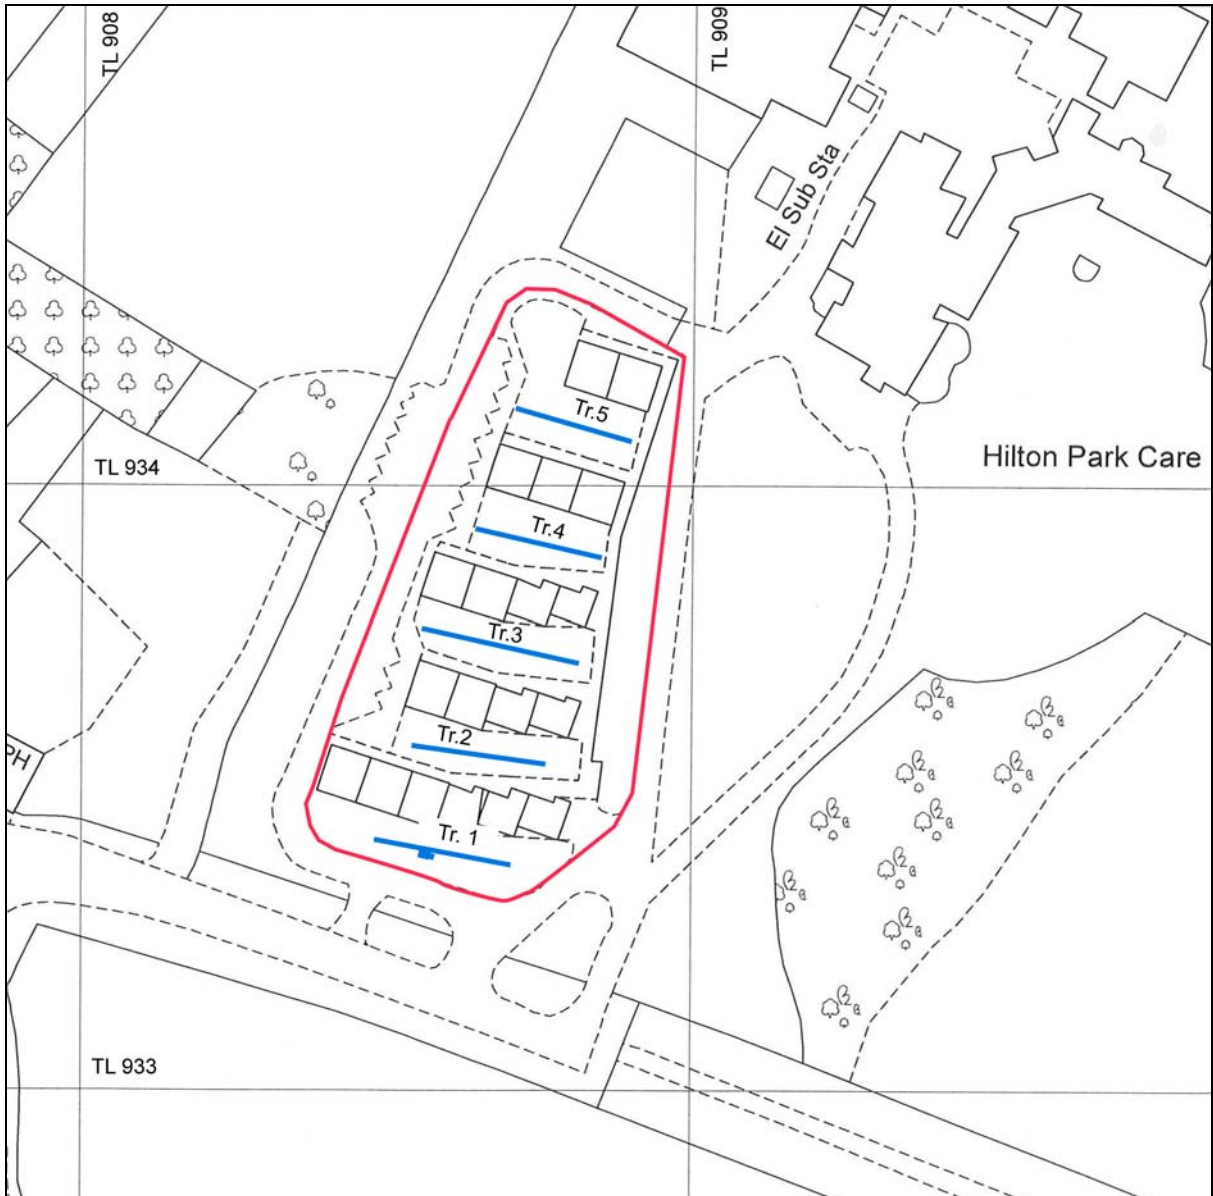 TL 908
TL 909
El Sub Sta
Tr.5
Hilton Park Care
TL 934
Tr.4
Tr.3
Tr.2
PH
Tr. 1
TL 933